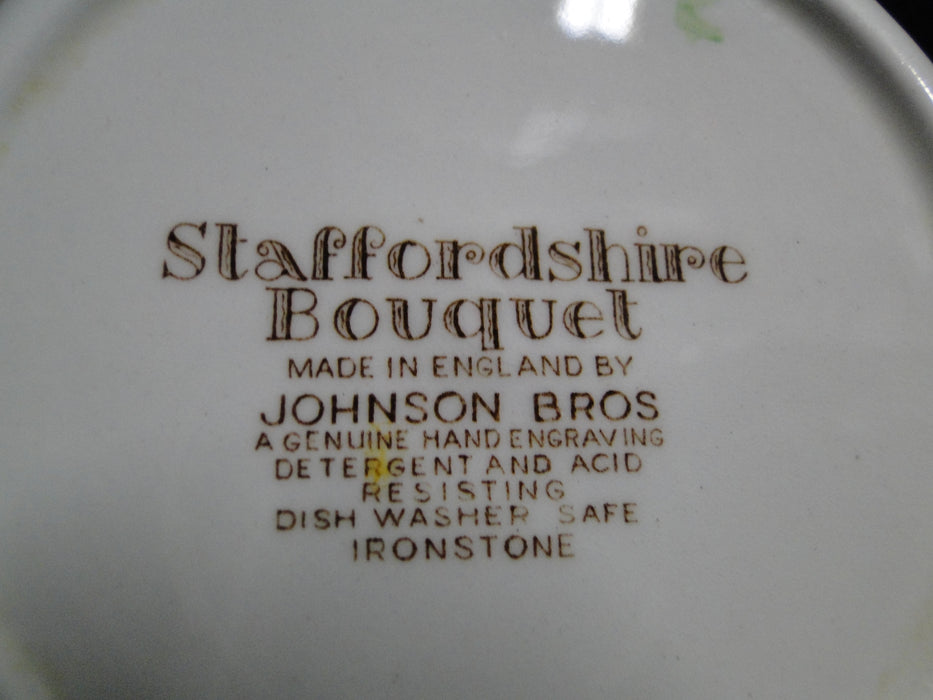 Staffordshire
Bouquet
MADE IN ENGLAND BY
JOHNSON BROS
A GENUINE HAND ENGRAVING
DETERGENT AND ACID
RESISTING
DISH WASHER SAFE
IRONSTONE